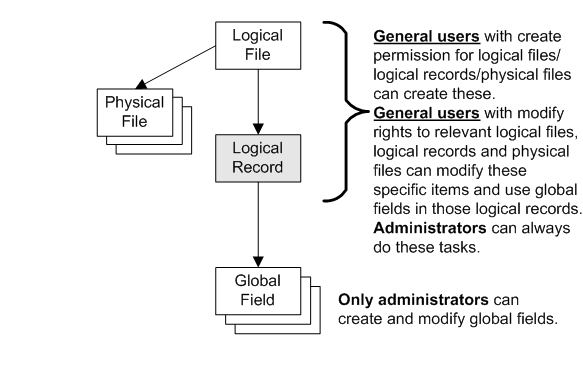 Logical
File
Physical
File
Logical
Record
Global
Field
General users with create
permission for logical files/
logical records/physical files
can create these.
General users with modify
rights to relevant logical files,
logical records and physical
files can modify these
specific items and use global
fields in those logical records.
Administrators can always
do these tasks.
Only administrators can
create and modify global fields.